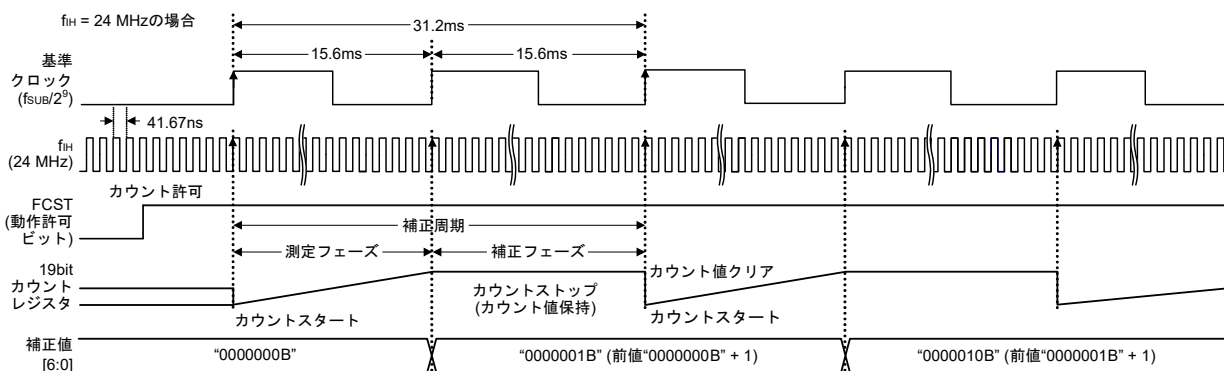 fIH = 24 MHzの場合
31.2ms
15.6ms
15.6ms
基準
クロック
(fSUB/2⁹)
41.67ns
fIH
(24 MHz)
カウント許可
FCST
(動作許可
ビット)
補正周期
測定フェーズ
補正フェーズ
19bit
カウント
レジスタ
カウントスタート
カウントストップ
(カウント値保持)
カウント値クリア
カウントスタート
補正値
[6:0]
“0000000B”
“0000001B” (前値“0000000B” + 1)
“0000010B” (前値“0000001B” + 1)